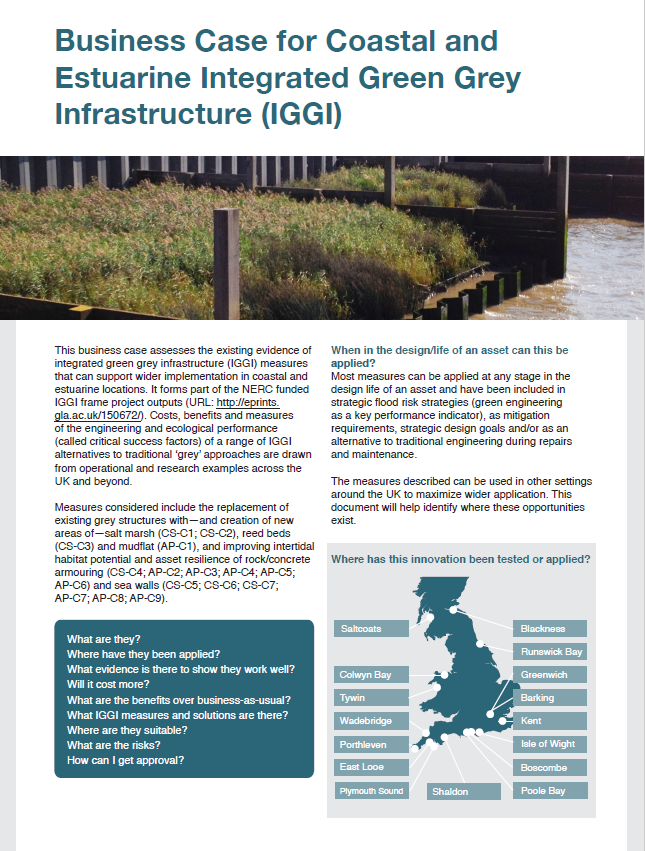 Business Case for Coastal and
Estuarine Integrated Green Grey
Infrastructure (IGGI)
This business case assesses the existing evidence of
integrated green grey infrastructure (IGGI) measures
that can support wider implementation in coastal and
estuarine locations. It forms part of the NERC funded
IGGI frame project outputs (URL: http://eprints.
gla.ac.uk/150672/). Costs, benefits and measures
of the engineering and ecological performance
(called critical success factors) of a range of IGGI
alternatives to traditional ‘grey’ approaches are drawn
from operational and research examples across the
UK and beyond.
Measures considered include the replacement of
existing grey structures with—and creation of new
areas of—salt marsh (CS-C1; CS-C2), reed beds
(CS-C3) and mudflat (AP-C1), and improving intertidal
habitat potential and asset resilience of rock/concrete
armouring (CS-C4; AP-C2; AP-C3; AP-C4; AP-C5;
AP-C6) and sea walls (CS-C5; CS-C6; CS-C7;
AP-C7; AP-C8; AP-C9).
What are they?
Where have they been applied?
What evidence is there to show they work well?
Will it cost more?
What are the benefits over business-as-usual?
What IGGI measures and solutions are there?
Where are they suitable?
What are the risks?
How can I get approval?
When in the design/life of an asset can this be
applied?
Most measures can be applied at any stage in the
design life of an asset and have been included in
strategic flood risk strategies (green engineering
as a key performance indicator), as mitigation
requirements, strategic design goals and/or as an
alternative to traditional engineering during repairs
and maintenance.
The measures described can be used in other settings
around the UK to maximize wider application. This
document will help identify where these opportunities
exist.
Where has this innovation been tested or applied?
Saltcoats
Colwyn Bay
Tywin
Wadebridge
Porthleven
East Looe
Plymouth Sound
Shaldon
Blackness
Runswick Bay
Greenwich
Barking
Kent
Isle of Wight
Boscombe
Poole Bay